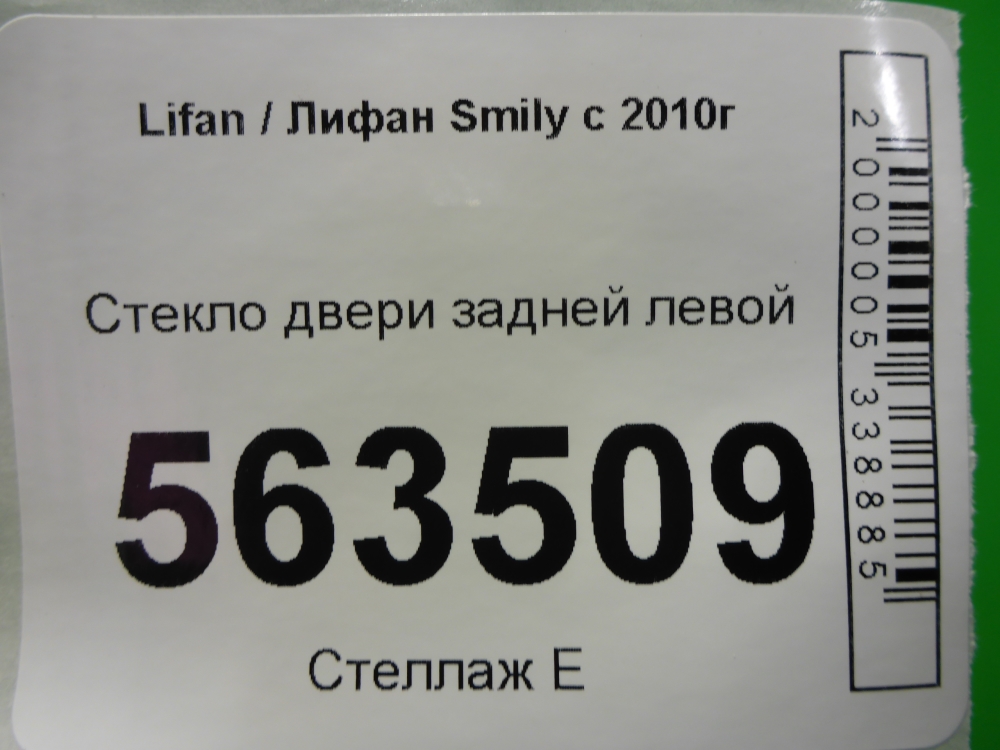 Lifan / Лифан Smily с 2010г
Стекло двери задней левой
563509
Стеллаж Е
2000005338885